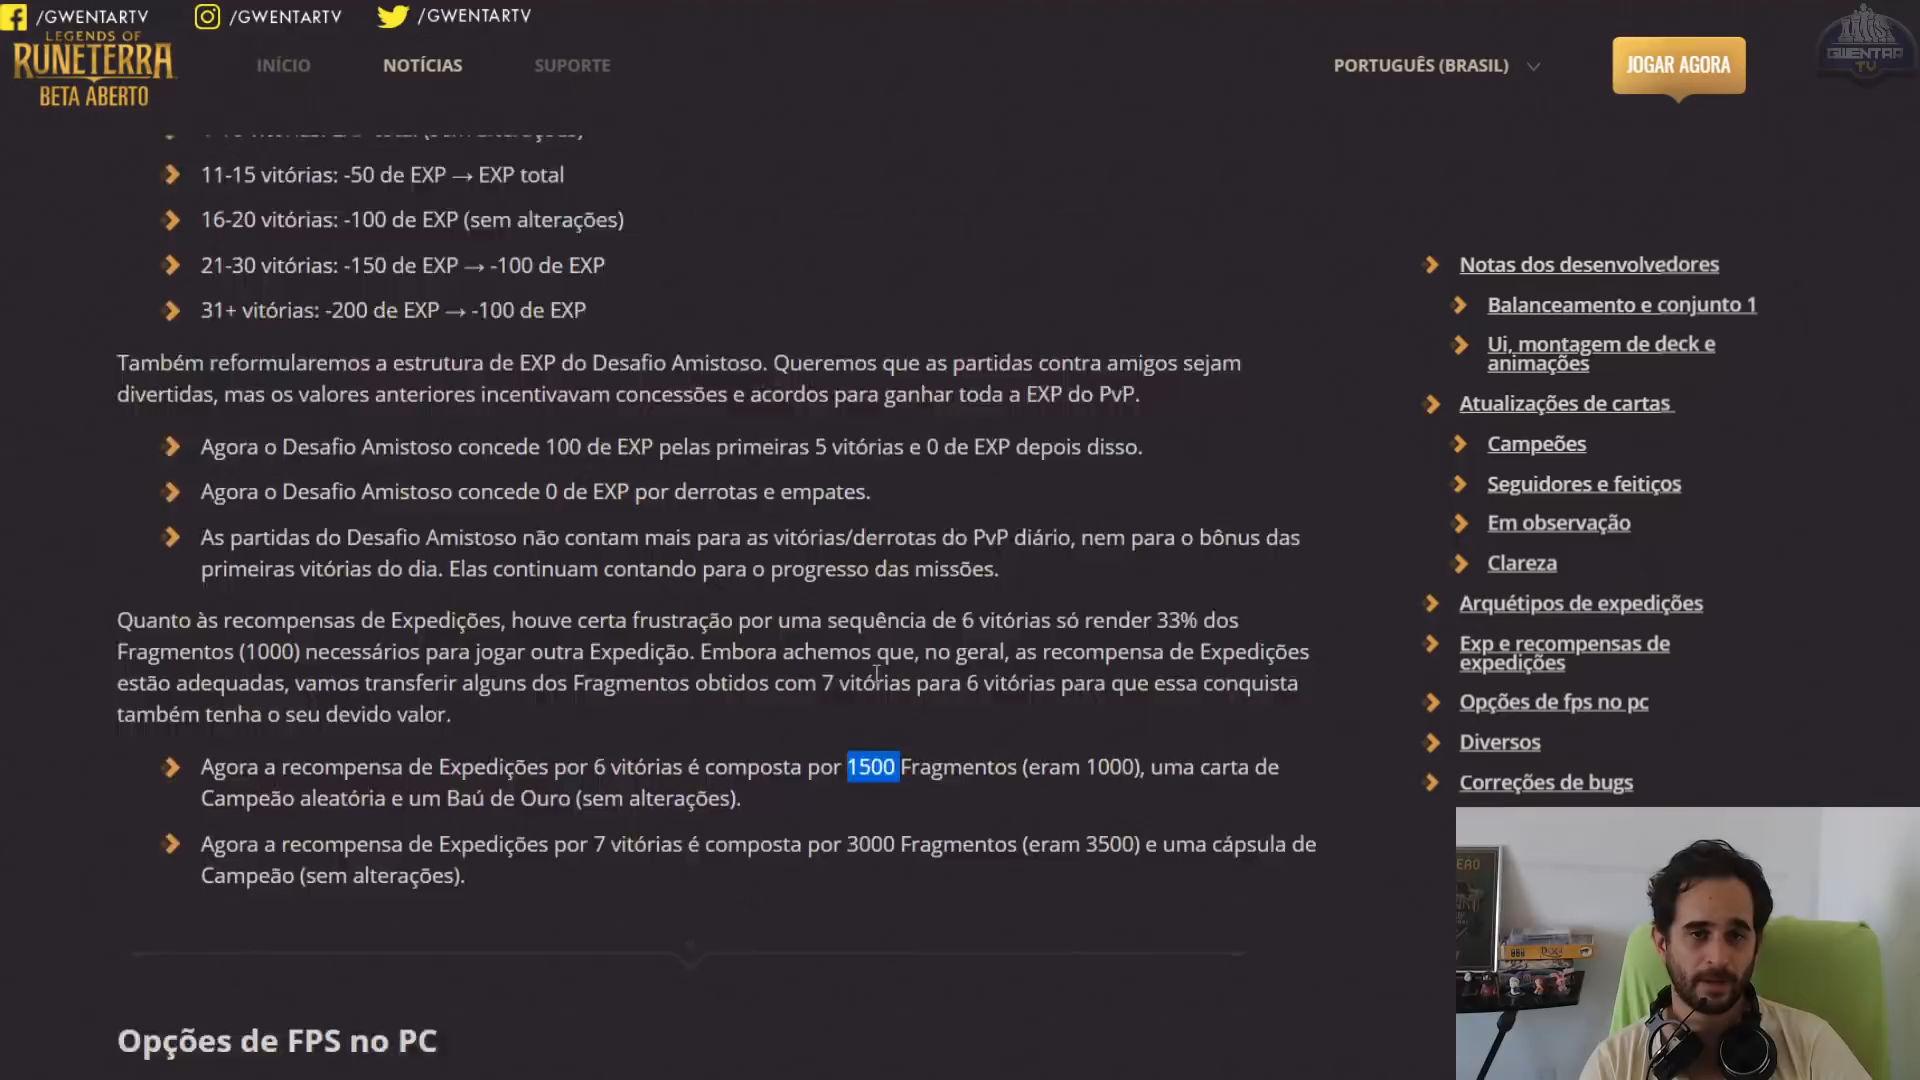 /GWENTARTV
/GWENTARTV
/GWENTARTV
LEGENDS OF
RUNETERRA
BETA ABERTO
INÍCIO
NOTÍCIAS
SUPORTE
PORTUGUÊS (BRASIL)
JOGAR AGORA
GWENTAR
TV
11-15 vitórias: -50 de EXP → EXP total
16-20 vitórias: -100 de EXP (sem alterações)
21-30 vitórias: -150 de EXP → -100 de EXP
31+ vitórias: -200 de EXP → -100 de EXP
Também reformularemos a estrutura de EXP do Desafio Amistoso. Queremos que as partidas contra amigos sejam
divertidas, mas os valores anteriores incentivavam concessões e acordos para ganhar toda a EXP do PvP.
Agora o Desafio Amistoso concede 100 de EXP pelas primeiras 5 vitórias e 0 de EXP depois disso.
Agora o Desafio Amistoso concede 0 de EXP por derrotas e empates.
As partidas do Desafio Amistoso não contam mais para as vitórias/derrotas do PvP diário, nem para o bônus das
primeiras vitórias do dia. Elas continuam contando para o progresso das missões.
Quanto às recompensas de Expedições, houve certa frustração por uma sequência de 6 vitórias só render 33% dos
Fragmentos (1000) necessários para jogar outra Expedição. Embora achemos que, no geral, as recompensa de Expedições
estão adequadas, vamos transferir alguns dos Fragmentos obtidos com 7 vitórias para 6 vitórias para que essa conquista
também tenha o seu devido valor.
Agora a recompensa de Expedições por 6 vitórias é composta por 1500 Fragmentos (eram 1000), uma carta de
Campeão aleatória e um Baú de Ouro (sem alterações).
Agora a recompensa de Expedições por 7 vitórias é composta por 3000 Fragmentos (eram 3500) e uma cápsula de
Campeão (sem alterações).
Opções de FPS no PC
Notas dos desenvolvedores
Balanceamento e conjunto 1
Ui, montagem de deck e
animações
Atualizações de cartas
Campeões
Seguidores e feitiços
Em observação
Clareza
Arquétipos de expedições
Exp e recompensas de
expedições
Opções de fps no pc
Diversos
Correções de bugs